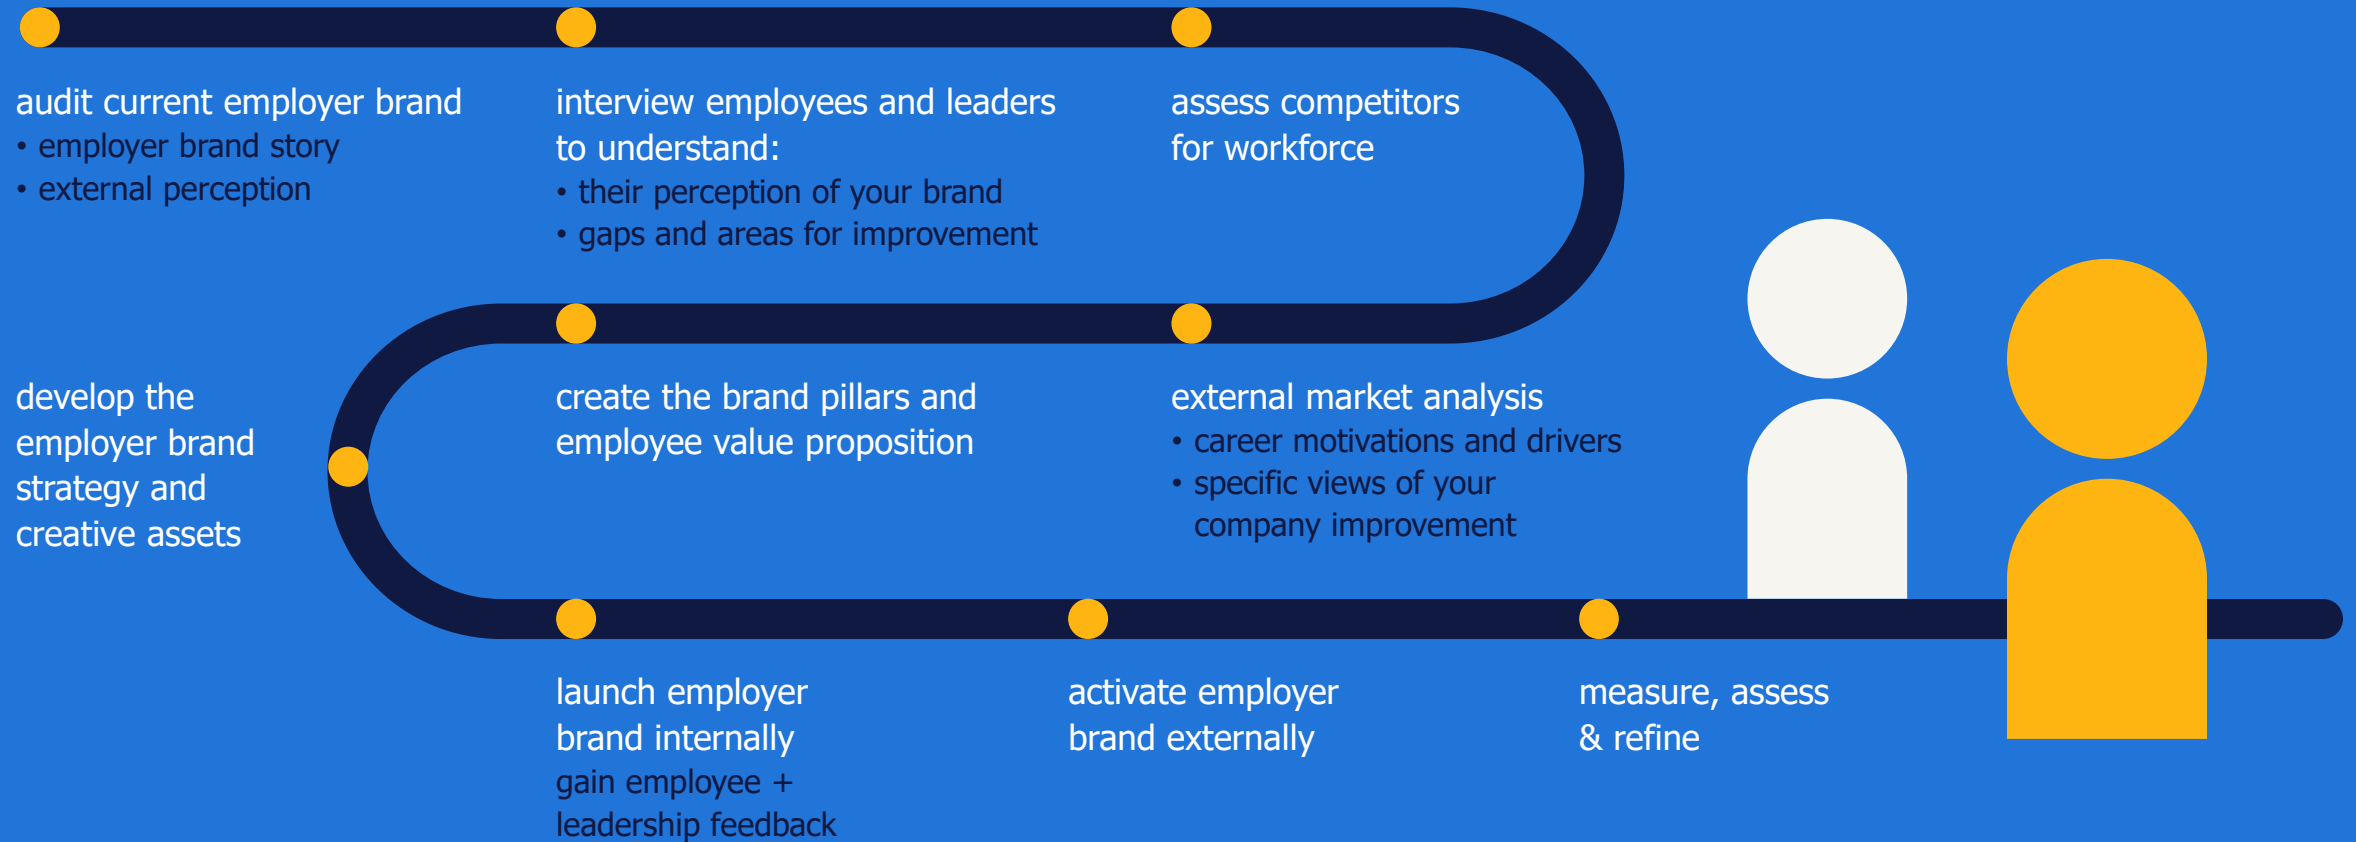 audit current employer brand
• employer brand story
• external perception
interview employees and leaders
to understand:
• their perception of your brand
• gaps and areas for improvement
assess competitors
for workforce
external market analysis
• career motivations and drivers
• specific views of your
company improvement
create the brand pillars and
employee value proposition
develop the
employer brand
strategy and
creative assets
launch employer
brand internally
gain employee +
leadership feedback
activate employer
brand externally
measure, assess
& refine